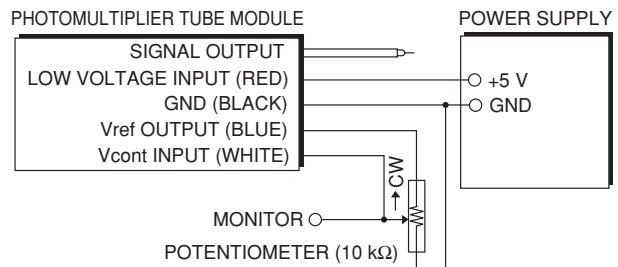 PHOTOMULTIPLIER TUBE MODULE
POWER SUPPLY
SIGNAL OUTPUT
LOW VOLTAGE INPUT (RED)
+5 V
GND (BLACK)
GND
Vref OUTPUT (BLUE)
Vcont INPUT (WHITE)
CW
MONITOR
POTENTIOMETER (10 kΩ)